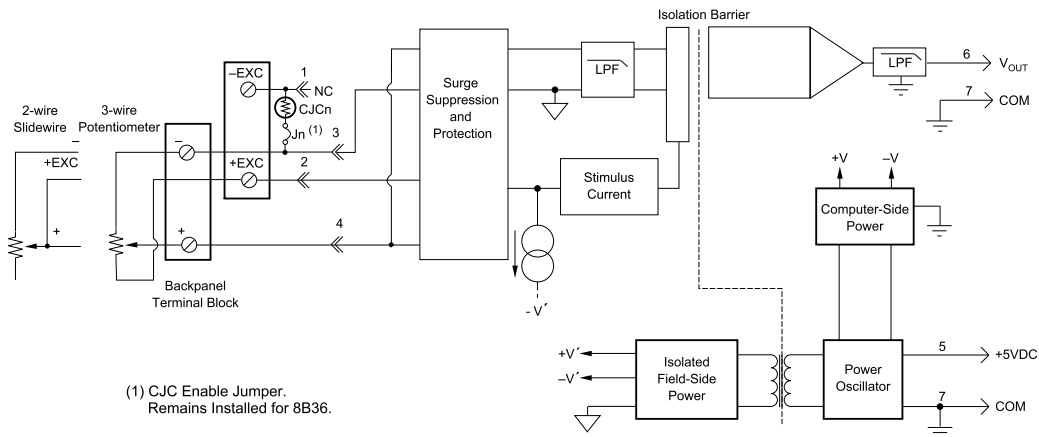 Isolation Barrier
–EXC
1
NC
CJCn
Jn (1)
3
2-wire
Slidewire
3-wire
Potentiometer
–
+EXC
+
–
+EXC
2
+
4
Backpanel
Terminal Block
Surge
Suppression
and
Protection
LPF
Stimulus
Current
- V´
LPF
6
VOUT
7
COM
+V
–V
Computer-Side
Power
+V´
–V´
Isolated
Field-Side
Power
Power
Oscillator
5
+5VDC
7
COM
(1) CJC Enable Jumper.
Remains Installed for 8B36.